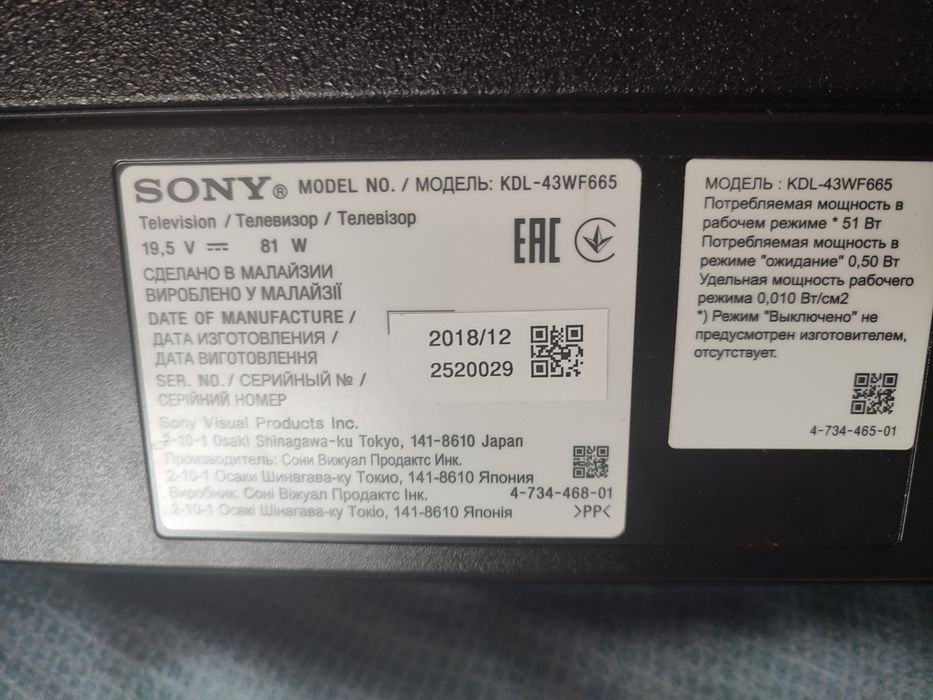 SONY® MODEL NO. / МОДЕЛЬ: KDL-43WF665
Television / Телевизор / Телевізор
19,5 V ⎓ 81 W
EAC
СДЕЛАНО В МАЛАЙЗИИ
ВИРОБЛЕНО У МАЛАЙЗІЇ
DATE OF MANUFACTURE /
ДАТА ИЗГОТОВЛЕНИЯ /
ДАТА ВИГОТОВЛЕННЯ
2018/12
SER. NO. / СЕРИЙНЫЙ № /
СЕРІЙНИЙ НОМЕР
2520029
Sony Visual Products Inc.
2-10-1 Osaki Shinagawa-ku Tokyo, 141-8610 Japan
Производитель: Сони Вижуал Продактс Инк.
2-10-1 Осаки Шинагава-ку Токио, 141-8610 Япония
Виробник: Соні Віжуал Продактс Інк.
2-10-1 Осакі Шінагава-ку Токіо, 141-8610 Японія
4-734-468-01
>PP<
МОДЕЛЬ : KDL-43WF665
Потребляемая мощность в
рабочем режиме * 51 Вт
Потребляемая мощность в
режиме "ожидание" 0,50 Вт
Удельная мощность рабочего
режима 0,010 Вт/см2
*) Режим "Выключено" не
предусмотрен изготовителем,
отсутствует.
4-734-465-01